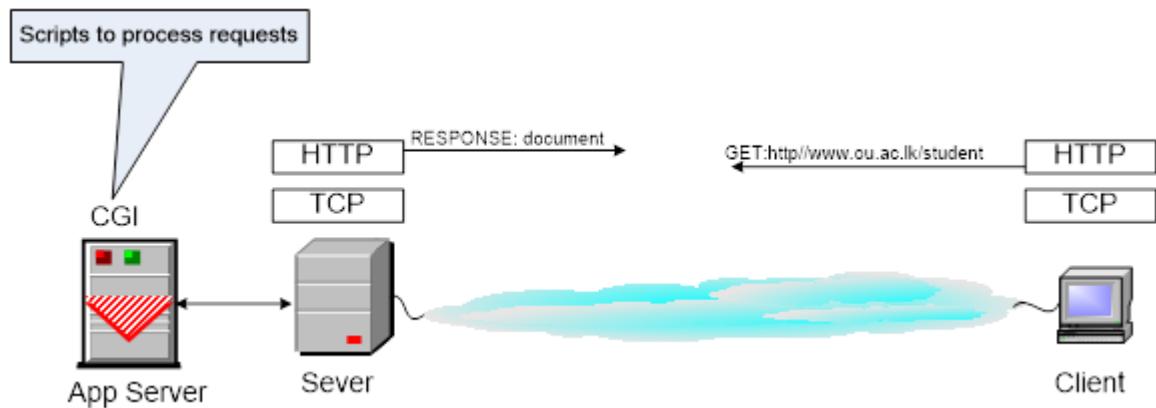 Scripts to process requests
RESPONSE: document
GET:http//www.ou.ac.lk/student
HTTP
HTTP
TCP
TCP
CGI
App Server
Sever
Client